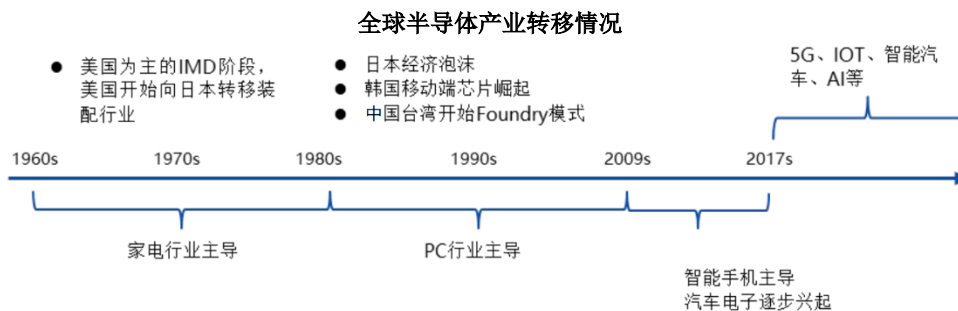 全球半导体产业转移情况
● 美国为主的IMD阶段，
美国开始向日本转移装
配行业
● 日本经济泡沫
● 韩国移动端芯片崛起
● 中国台湾开始Foundry模式
5G、IOT、智能汽
车、AI等
1960s 1970s 1980s 1990s 2009s 2017s
家电行业主导
PC行业主导
智能手机主导
汽车电子逐步兴起